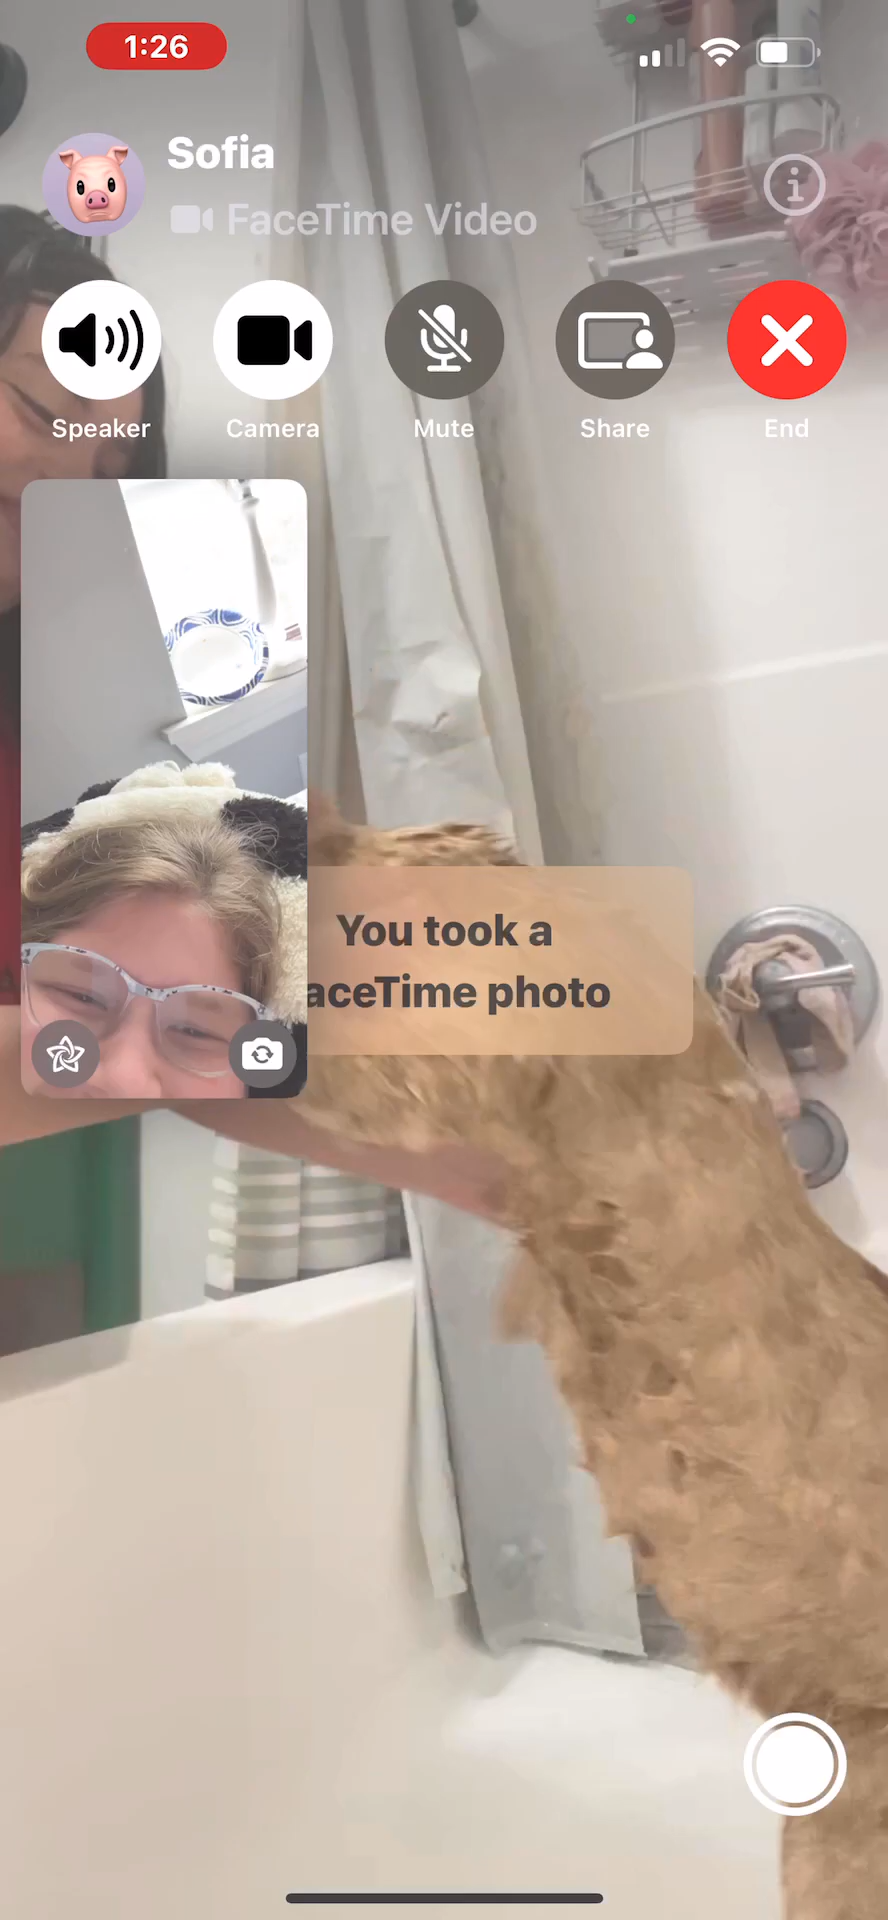 1:26
Sofia
FaceTime Video
Speaker
Camera
Mute
Share
End
You took a
aceTime photo